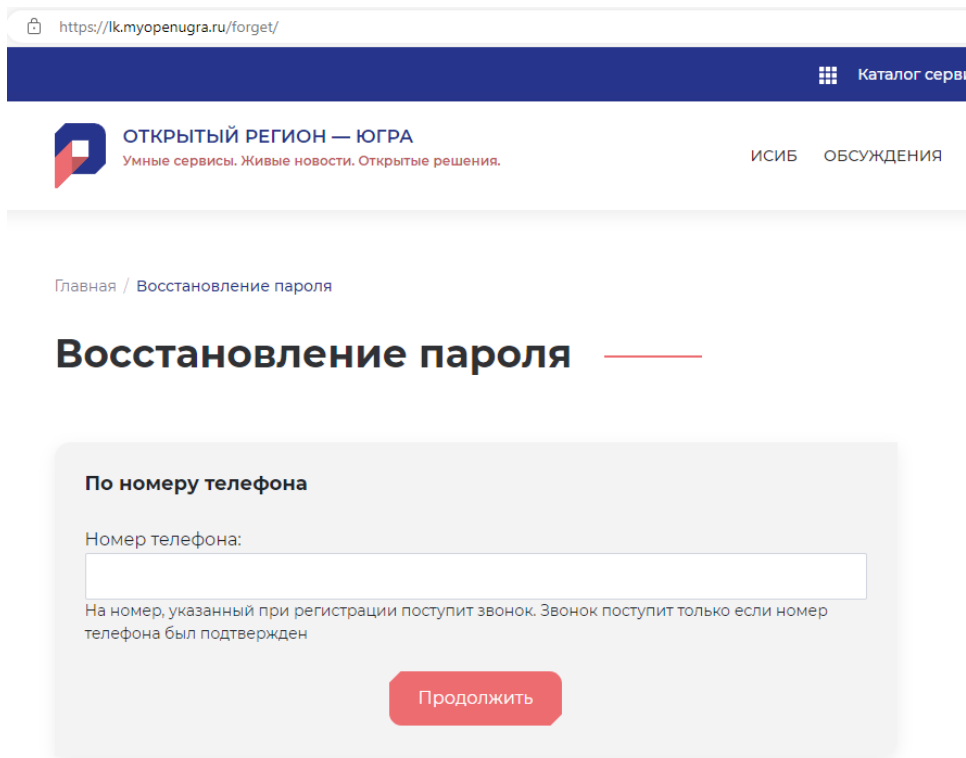 https://lk.myopenugra.ru/forget/
Каталог
ОТКРЫТЫЙ РЕГИОН — ЮГРА
Умные сервисы. Живые новости. Открытые решения.
ИСИБ ОБСУЖДЕНИЯ
Главная / Восстановление пароля
Восстановление пароля
По номеру телефона
Номер телефона:
На номер, указанный при регистрации поступит звонок. Звонок поступит только если номер
телефона был подтвержден
Продолжить